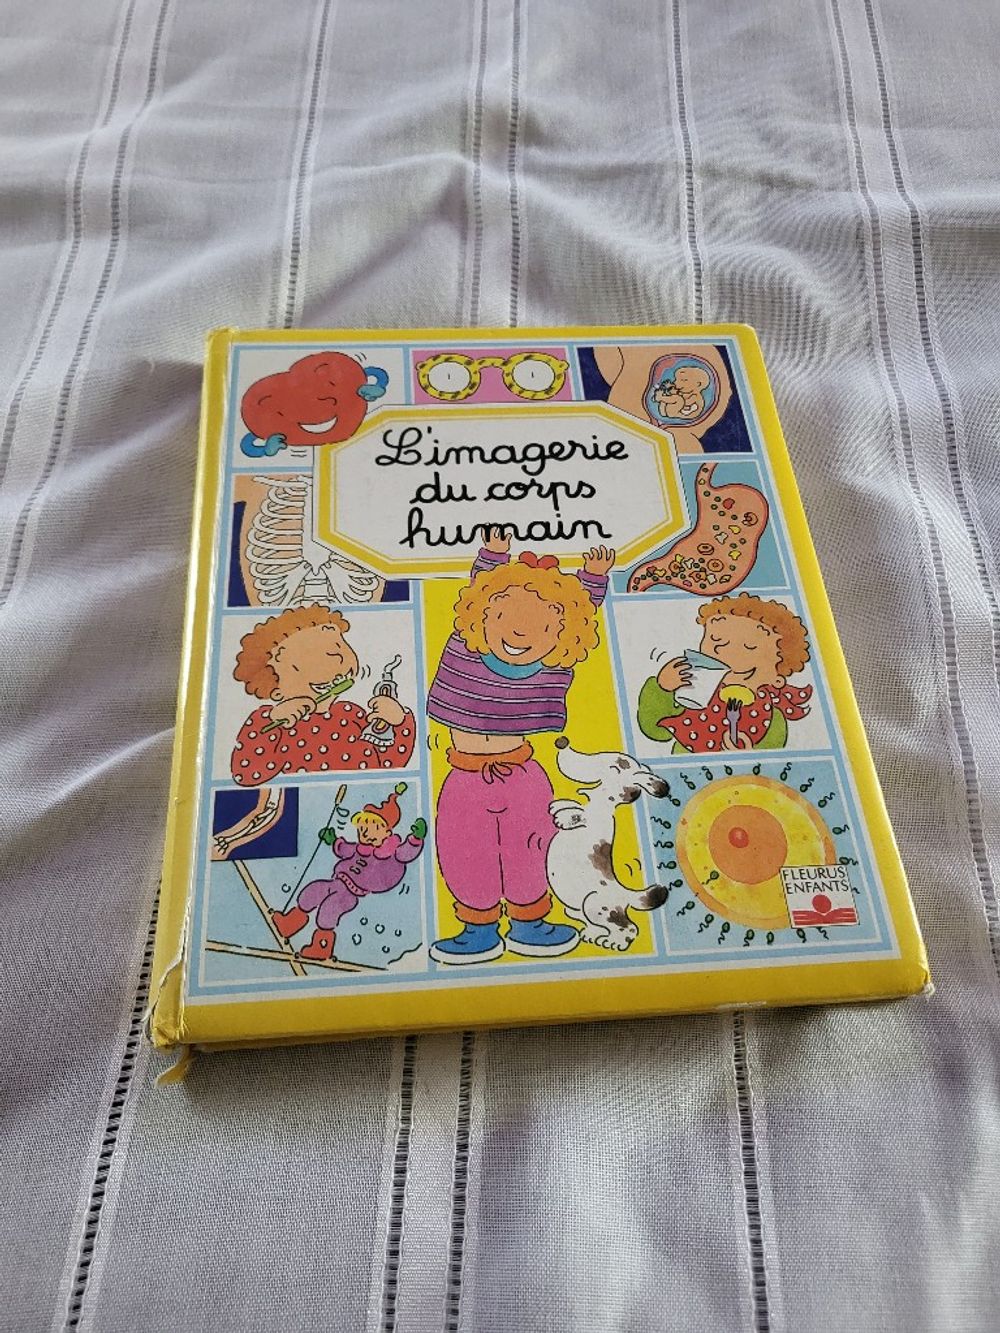 L'imagerie
du corps
humain
FLEURUS
ENFANTS